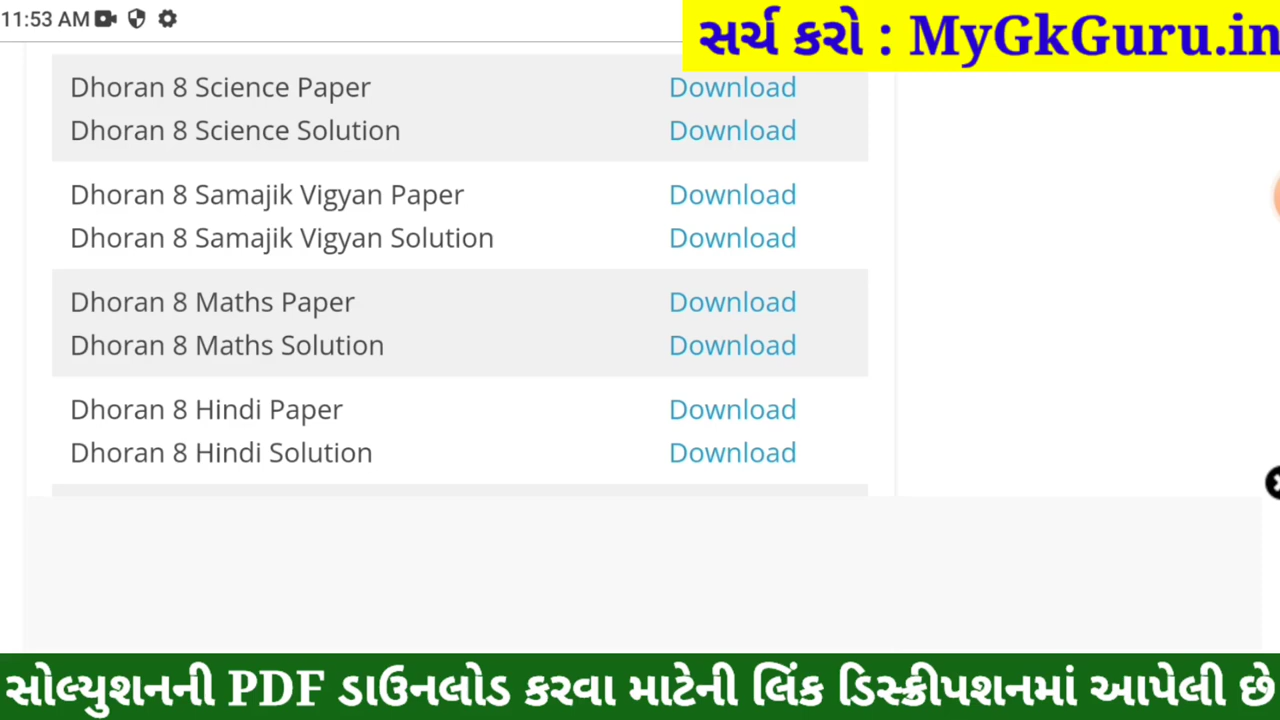 11:53 AM
સર્ચ કરો : MyGkGuru.in
Dhoran 8 Science Paper Download
Dhoran 8 Science Solution Download
Dhoran 8 Samajik Vigyan Paper Download
Dhoran 8 Samajik Vigyan Solution Download
Dhoran 8 Maths Paper Download
Dhoran 8 Maths Solution Download
Dhoran 8 Hindi Paper Download
Dhoran 8 Hindi Solution Download
સોલ્યુશનની PDF ડાઉનલોડ કરવા માટેની લિંક ડિસ્ક્રીપશનમાં આપેલી છે